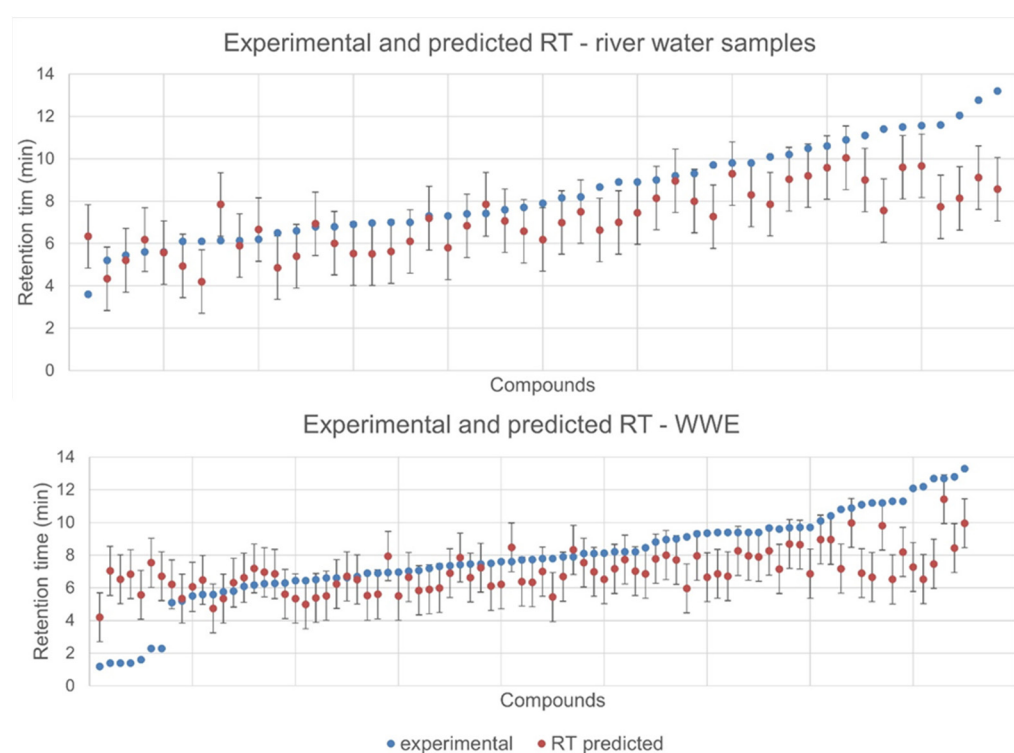 Experimental and predicted RT - river water samples
14
12
10
8
6
4
2
0
Retention tim (min)
Compounds
Experimental and predicted RT - WWE
14
12
10
8
6
4
2
0
Retention time (min)
Compounds
experimental RT predicted